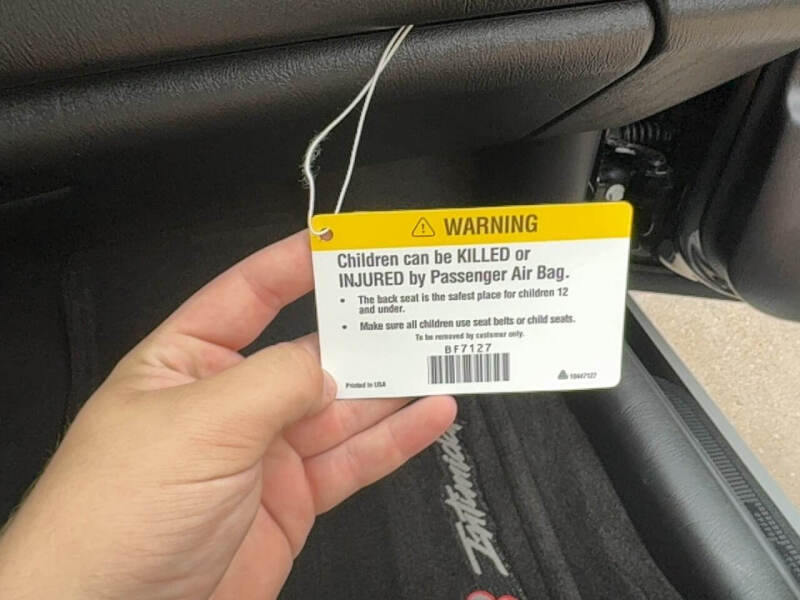 WARNING
Children can be KILLED or
INJURED by Passenger Air Bag.
• The back seat is the safest place for children 12
and under.
• Make sure all children use seat belts or child seats.
To be removed by customer only.
BF7127
Printed in USA
10447127
Intimidator